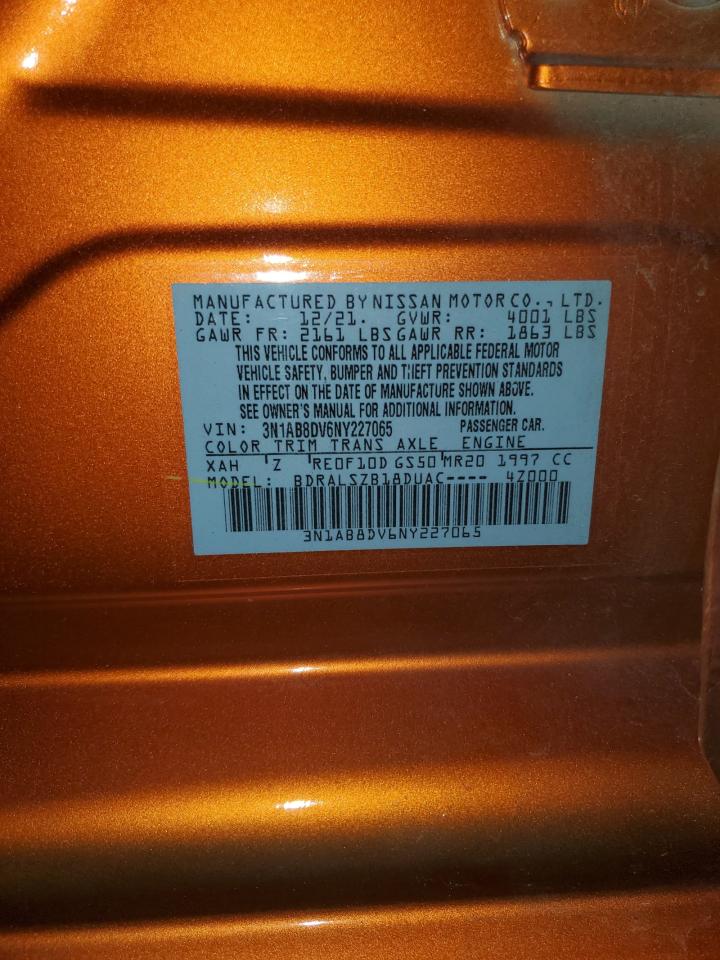 MANUFACTURED BY NISSAN MOTOR CO., LTD.
DATE: 12/21. GVWR: 4001 LBS
GAWR FR: 2161 LBS GAWR RR: 1863 LBS
THIS VEHICLE CONFORMS TO ALL APPLICABLE FEDERAL MOTOR
VEHICLE SAFETY, BUMPER AND THEFT PREVENTION STANDARDS
IN EFFECT ON THE DATE OF MANUFACTURE SHOWN ABOVE.
SEE OWNER'S MANUAL FOR ADDITIONAL INFORMATION.
VIN: 3N1AB8DV6NY227065 PASSENGER CAR.
COLOR TRIM TRANS AXLE ENGINE
XAH Z RE0F10D GS50 MR20 1997 CC
MODEL: BDRALSZB18DUAC---- 4Z000
3N1AB8DV6NY227065